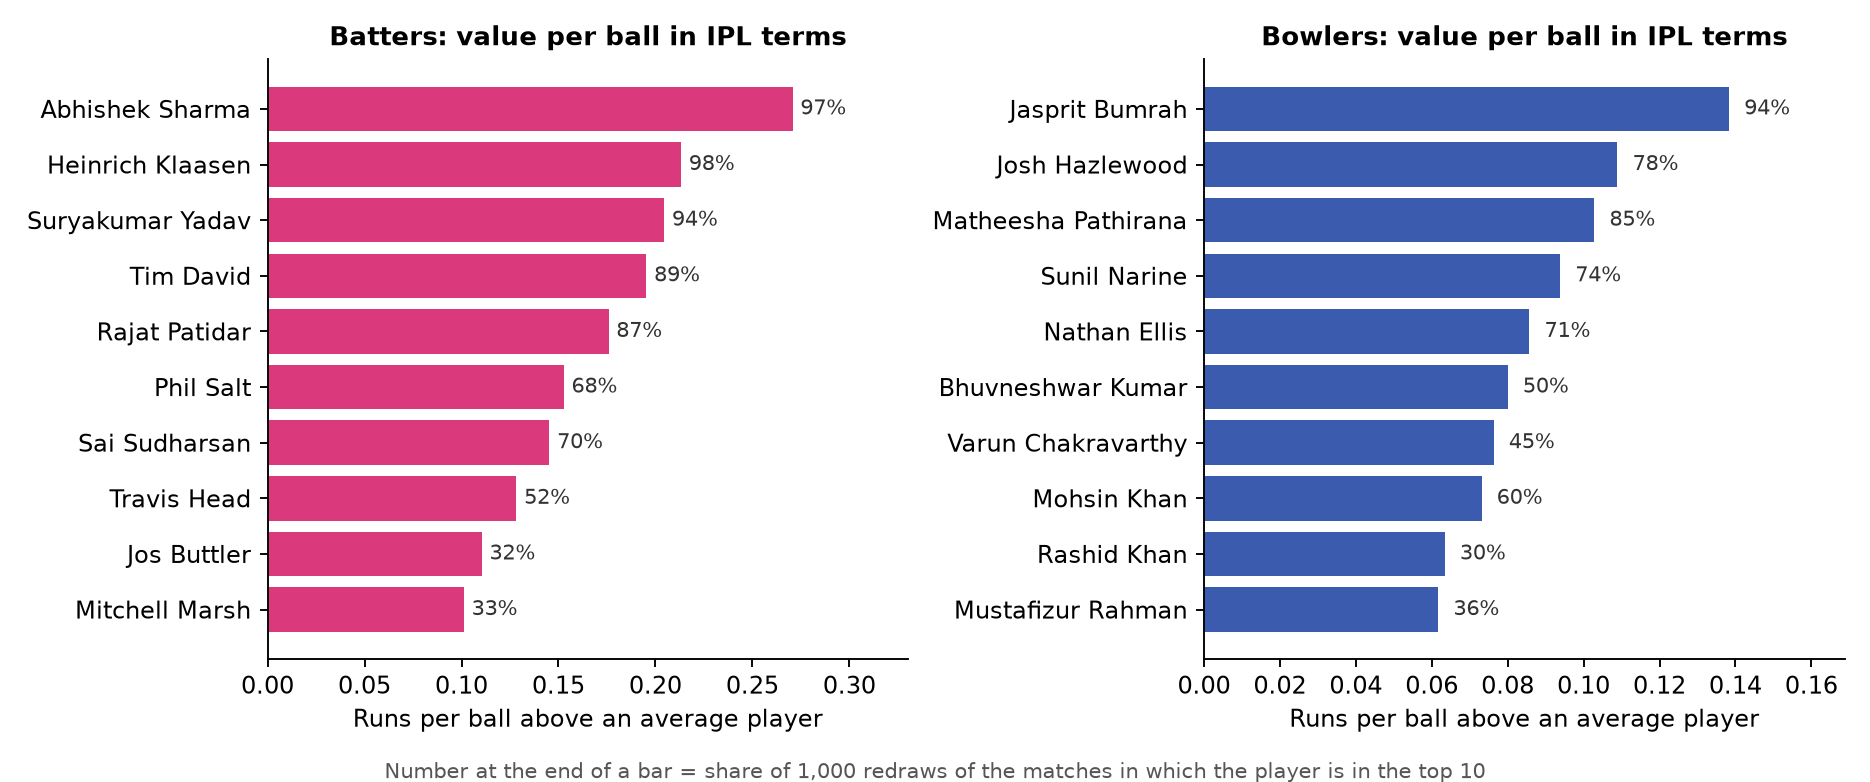 Batters: value per ball in IPL terms
Abhishek Sharma 97%
Heinrich Klaasen 98%
Suryakumar Yadav 94%
Tim David 89%
Rajat Patidar 87%
Phil Salt 68%
Sai Sudharsan 70%
Travis Head 52%
Jos Buttler 32%
Mitchell Marsh 33%
0.00 0.05 0.10 0.15 0.20 0.25 0.30
Runs per ball above an average player
Bowlers: value per ball in IPL terms
Jasprit Bumrah 94%
Josh Hazlewood 78%
Matheesha Pathirana 85%
Sunil Narine 74%
Nathan Ellis 71%
Bhuvneshwar Kumar 50%
Varun Chakravarthy 45%
Mohsin Khan 60%
Rashid Khan 30%
Mustafizur Rahman 36%
0.00 0.02 0.04 0.06 0.08 0.10 0.12 0.14 0.16
Runs per ball above an average player
Number at the end of a bar = share of 1,000 redraws of the matches in which the player is in the top 10